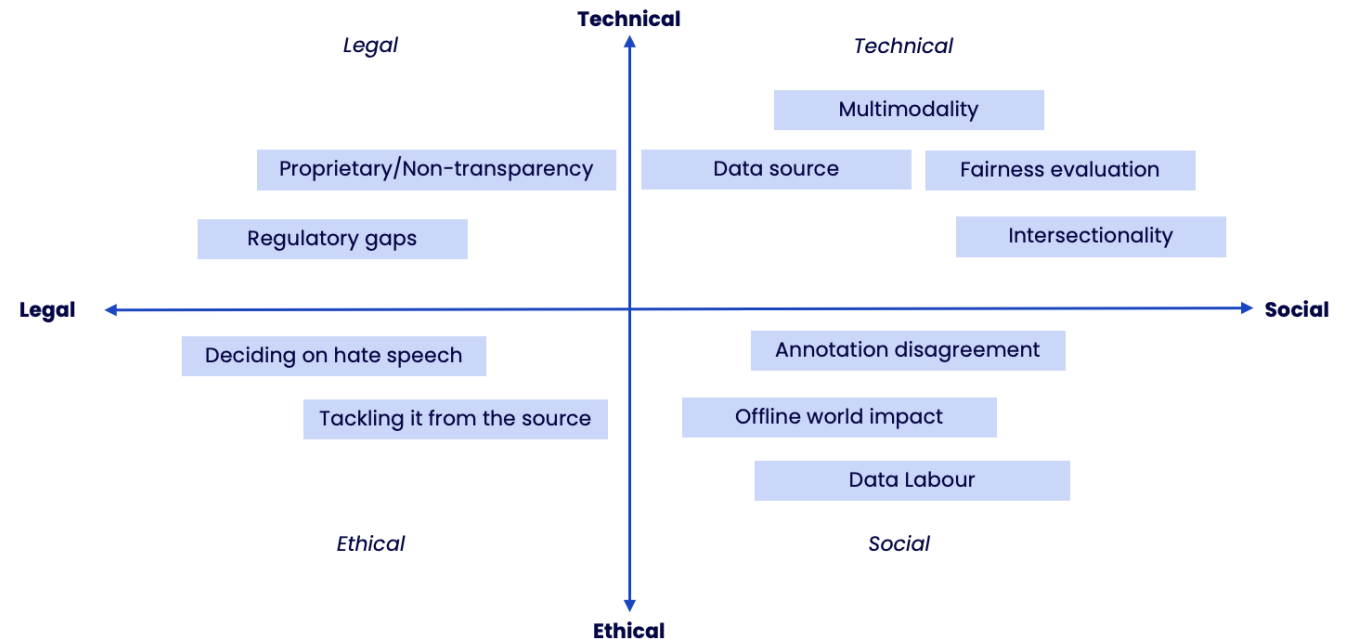 Technical
Legal
Technical
Multimodality
Proprietary/Non-transparency
Data source
Fairness evaluation
Regulatory gaps
Intersectionality
Legal
Social
Deciding on hate speech
Annotation disagreement
Tackling it from the source
Offline world impact
Data Labour
Ethical
Social
Ethical